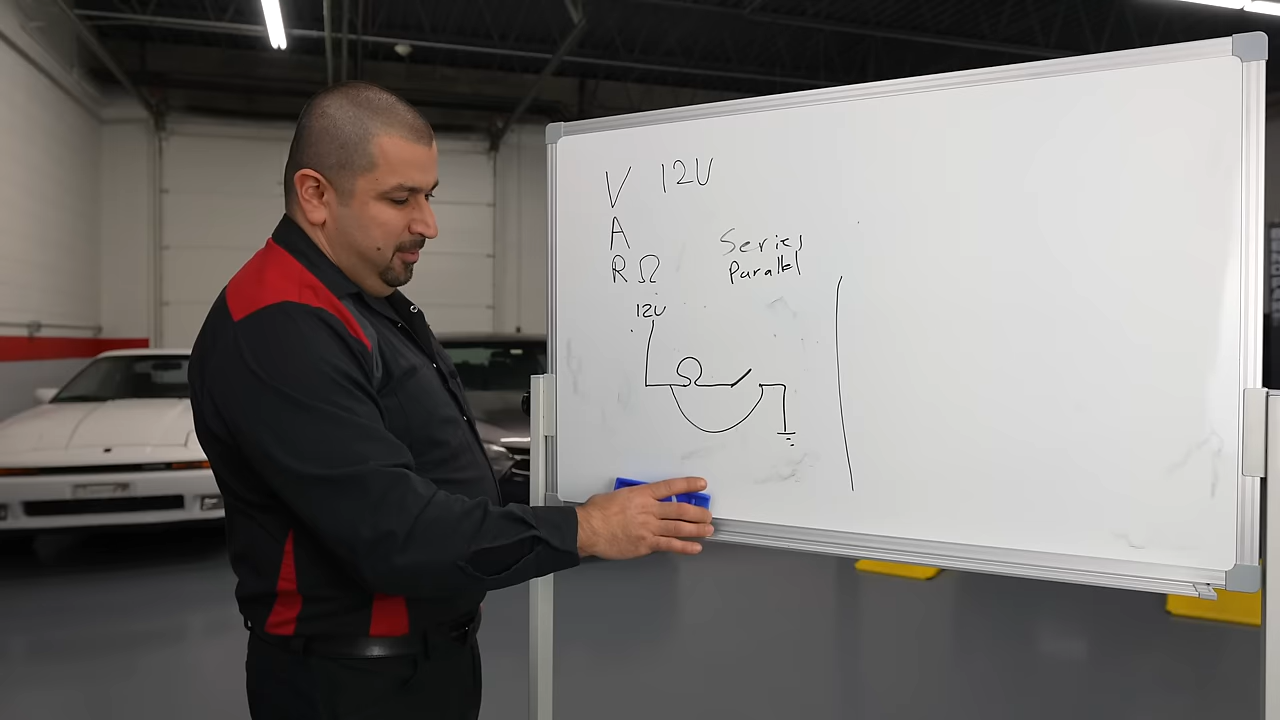 V 12V
A
R Ω
Series
Parallel
12V
Ω